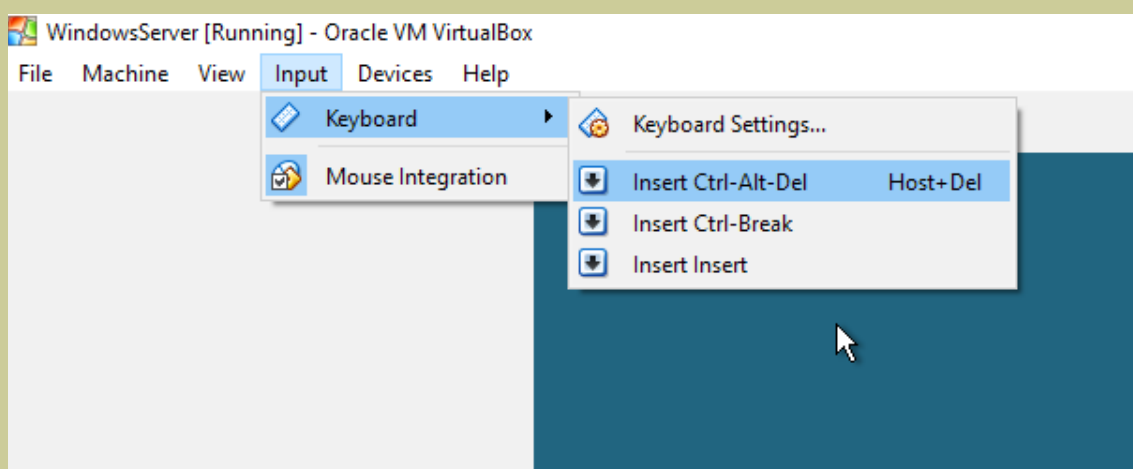 WindowsServer [Running] - Oracle VM VirtualBox
File Machine View Input Devices Help
Keyboard
Mouse Integration
Keyboard Settings...
Insert Ctrl-Alt-Del Host+Del
Insert Ctrl-Break
Insert Insert